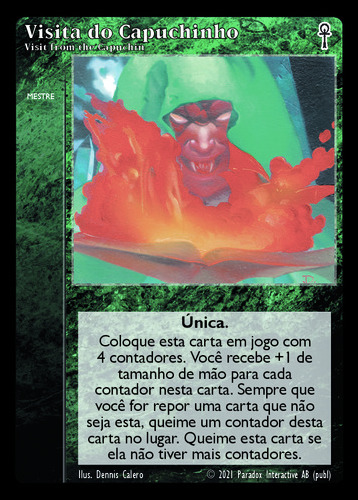 Visita do Capuchinho
Visit from the Capuchin
MESTRE
Única.
Coloque esta carta em jogo com
4 contadores. Você recebe +1 de
tamanho de mão para cada
contador nesta carta. Sempre que
você for repor uma carta que não
seja esta, queime um contador desta
carta no lugar. Queime esta carta se
ela não tiver mais contadores.
Ilus. Dennis Calero © 2021 Paradox Interactive AB (publ)